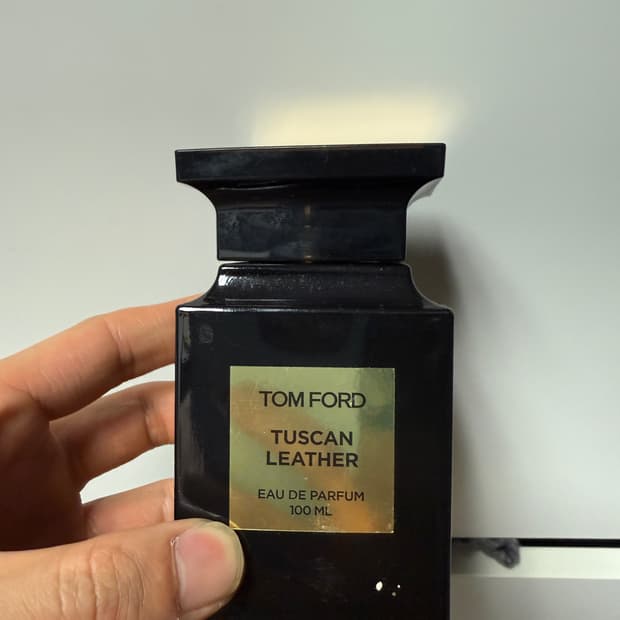 TOM FORD
TUSCAN
LEATHER
EAU DE PARFUM
100 ML